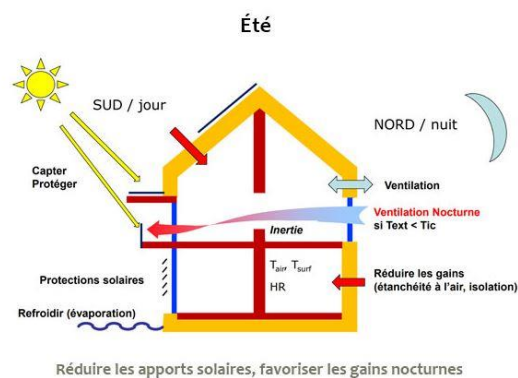 Été
SUD / jour
NORD / nuit
Capter
Protéger
Ventilation
Ventilation Nocturne
si Text < Tic
Inertie
Tair, Tsurf
HR
Réduire les gains
(étanchéité à l'air, isolation)
Protections solaires
Refroidir (évaporation)
Réduire les apports solaires, favoriser les gains nocturnes